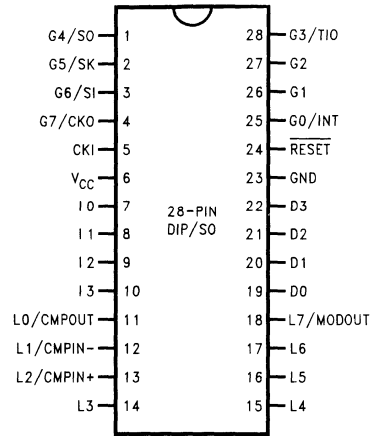 G4/SO 1 28 G3/TIO
G5/SK 2 27 G2
G6/SI 3 26 G1
G7/CKO 4 25 G0/INT
CKI 5 24 RESET
VCC 6 23 GND
I0 7 22 D3
28-PIN
I1 8 21 D2
DIP/SO
I2 9 20 D1
I3 10 19 D0
L0/CMPOUT 11 18 L7/MODOUT
L1/CMPIN- 12 17 L6
L2/CMPIN+ 13 16 L5
L3 14 15 L4